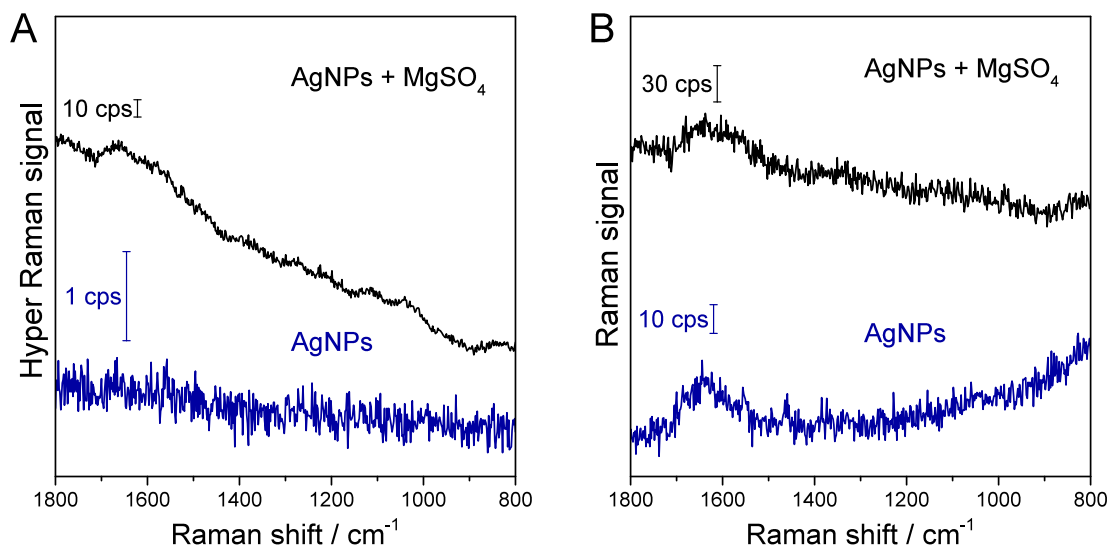 A
AgNPs + MgSO₄
10 cps
1 cps
AgNPs
Hyper Raman signal
1800 1600 1400 1200 1000 800
Raman shift / cm⁻¹
B
AgNPs + MgSO₄
30 cps
10 cps
AgNPs
Raman signal
1800 1600 1400 1200 1000 800
Raman shift / cm⁻¹